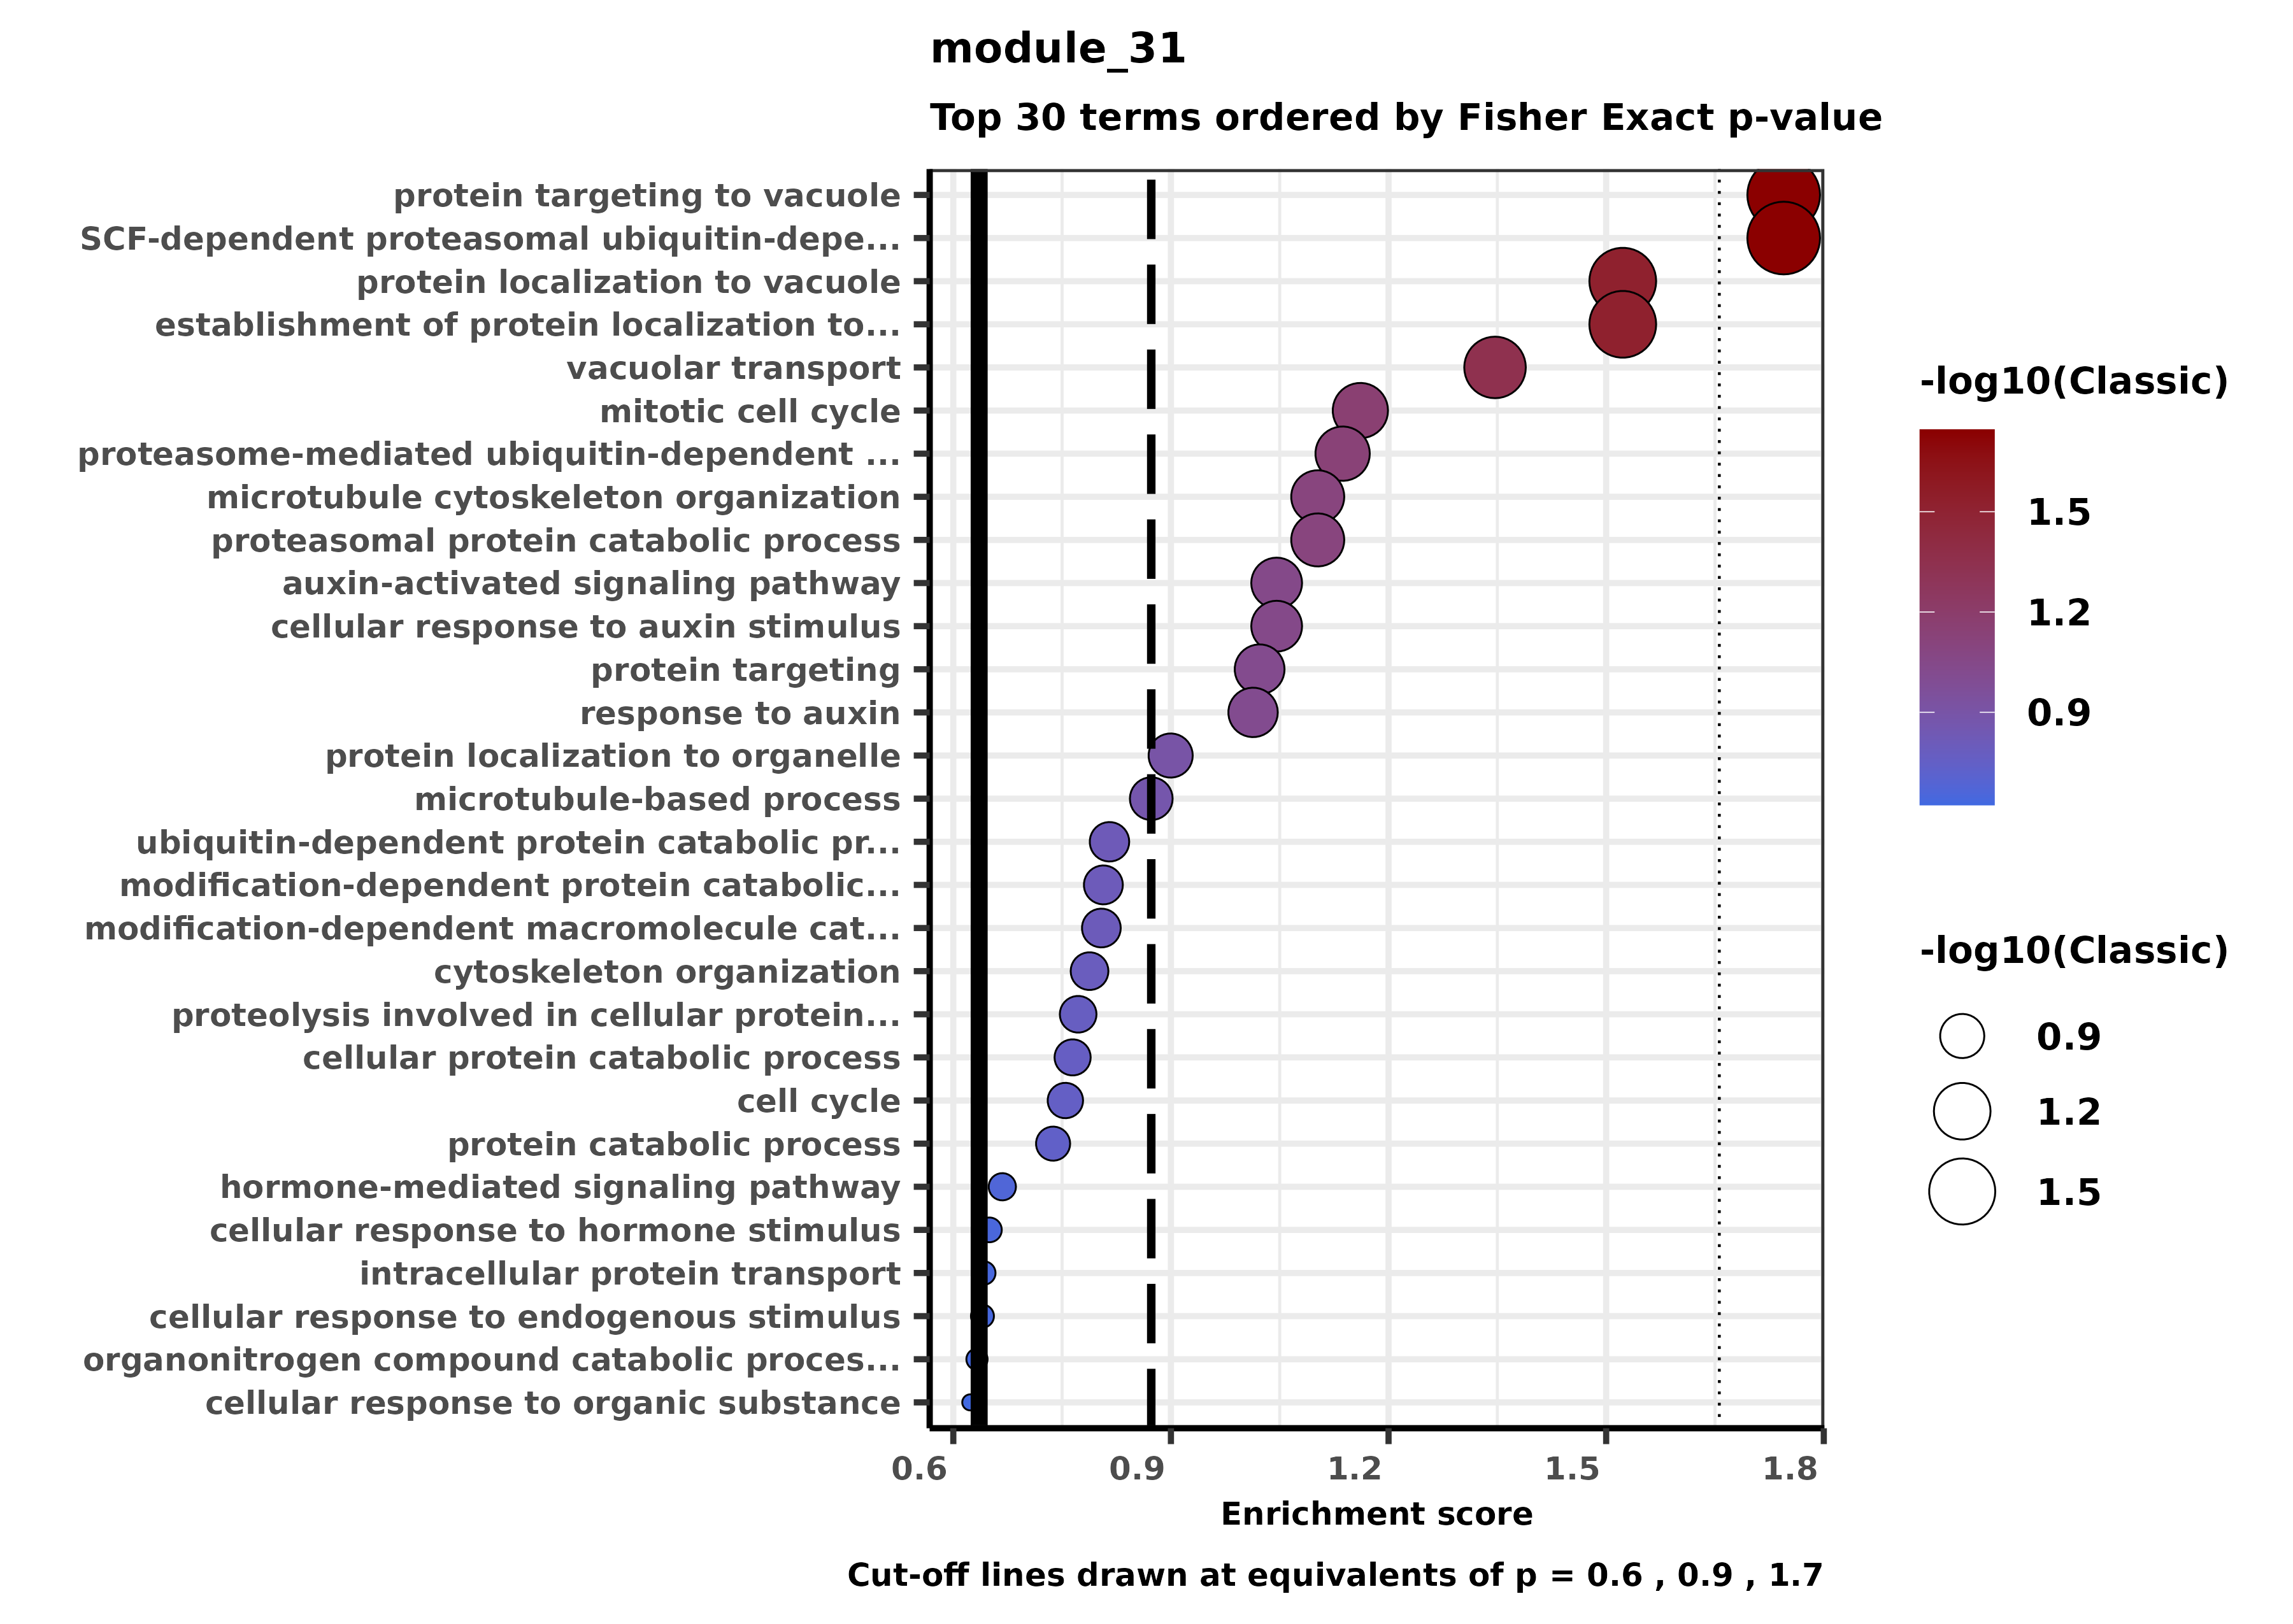 module_31
Top 30 terms ordered by Fisher Exact p-value
protein targeting to vacuole
SCF-dependent proteasomal ubiquitin-depe...
protein localization to vacuole
establishment of protein localization to...
vacuolar transport
mitotic cell cycle
proteasome-mediated ubiquitin-dependent ...
microtubule cytoskeleton organization
proteasomal protein catabolic process
auxin-activated signaling pathway
cellular response to auxin stimulus
protein targeting
response to auxin
protein localization to organelle
microtubule-based process
ubiquitin-dependent protein catabolic pr...
modification-dependent protein catabolic...
modification-dependent macromolecule cat...
cytoskeleton organization
proteolysis involved in cellular protein...
cellular protein catabolic process
cell cycle
protein catabolic process
hormone-mediated signaling pathway
cellular response to hormone stimulus
intracellular protein transport
cellular response to endogenous stimulus
organonitrogen compound catabolic proces...
cellular response to organic substance
0.6 0.9 1.2 1.5 1.8
Enrichment score
Cut-off lines drawn at equivalents of p = 0.6 , 0.9 , 1.7
-log10(Classic)
1.5
1.2
0.9
-log10(Classic)
0.9
1.2
1.5